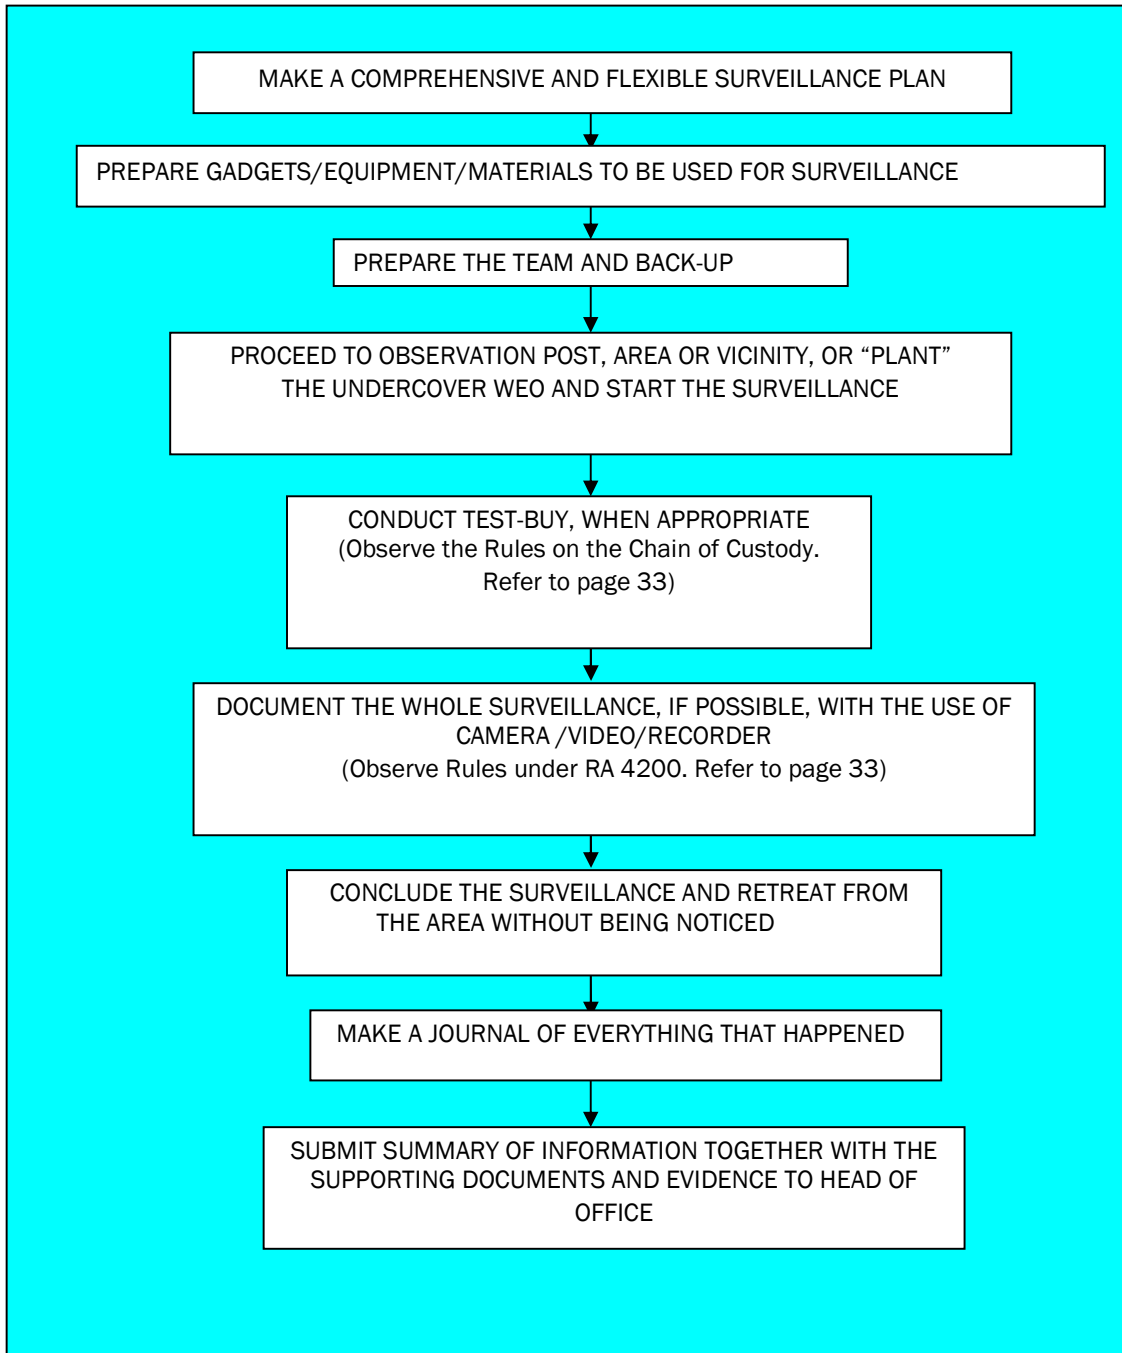 MAKE A COMPREHENSIVE AND FLEXIBLE SURVEILLANCE PLAN
PREPARE GADGETS/EQUIPMENT/MATERIALS TO BE USED FOR SURVEILLANCE
PREPARE THE TEAM AND BACK-UP
PROCEED TO OBSERVATION POST, AREA OR VICINITY, OR “PLANT”
THE UNDERCOVER WEO AND START THE SURVEILLANCE
CONDUCT TEST-BUY, WHEN APPROPRIATE
(Observe the Rules on the Chain of Custody.
Refer to page 33)
DOCUMENT THE WHOLE SURVEILLANCE, IF POSSIBLE, WITH THE USE OF
CAMERA /VIDEO/RECORDER
(Observe Rules under RA 4200. Refer to page 33)
CONCLUDE THE SURVEILLANCE AND RETREAT FROM
THE AREA WITHOUT BEING NOTICED
MAKE A JOURNAL OF EVERYTHING THAT HAPPENED
SUBMIT SUMMARY OF INFORMATION TOGETHER WITH THE
SUPPORTING DOCUMENTS AND EVIDENCE TO HEAD OF
OFFICE